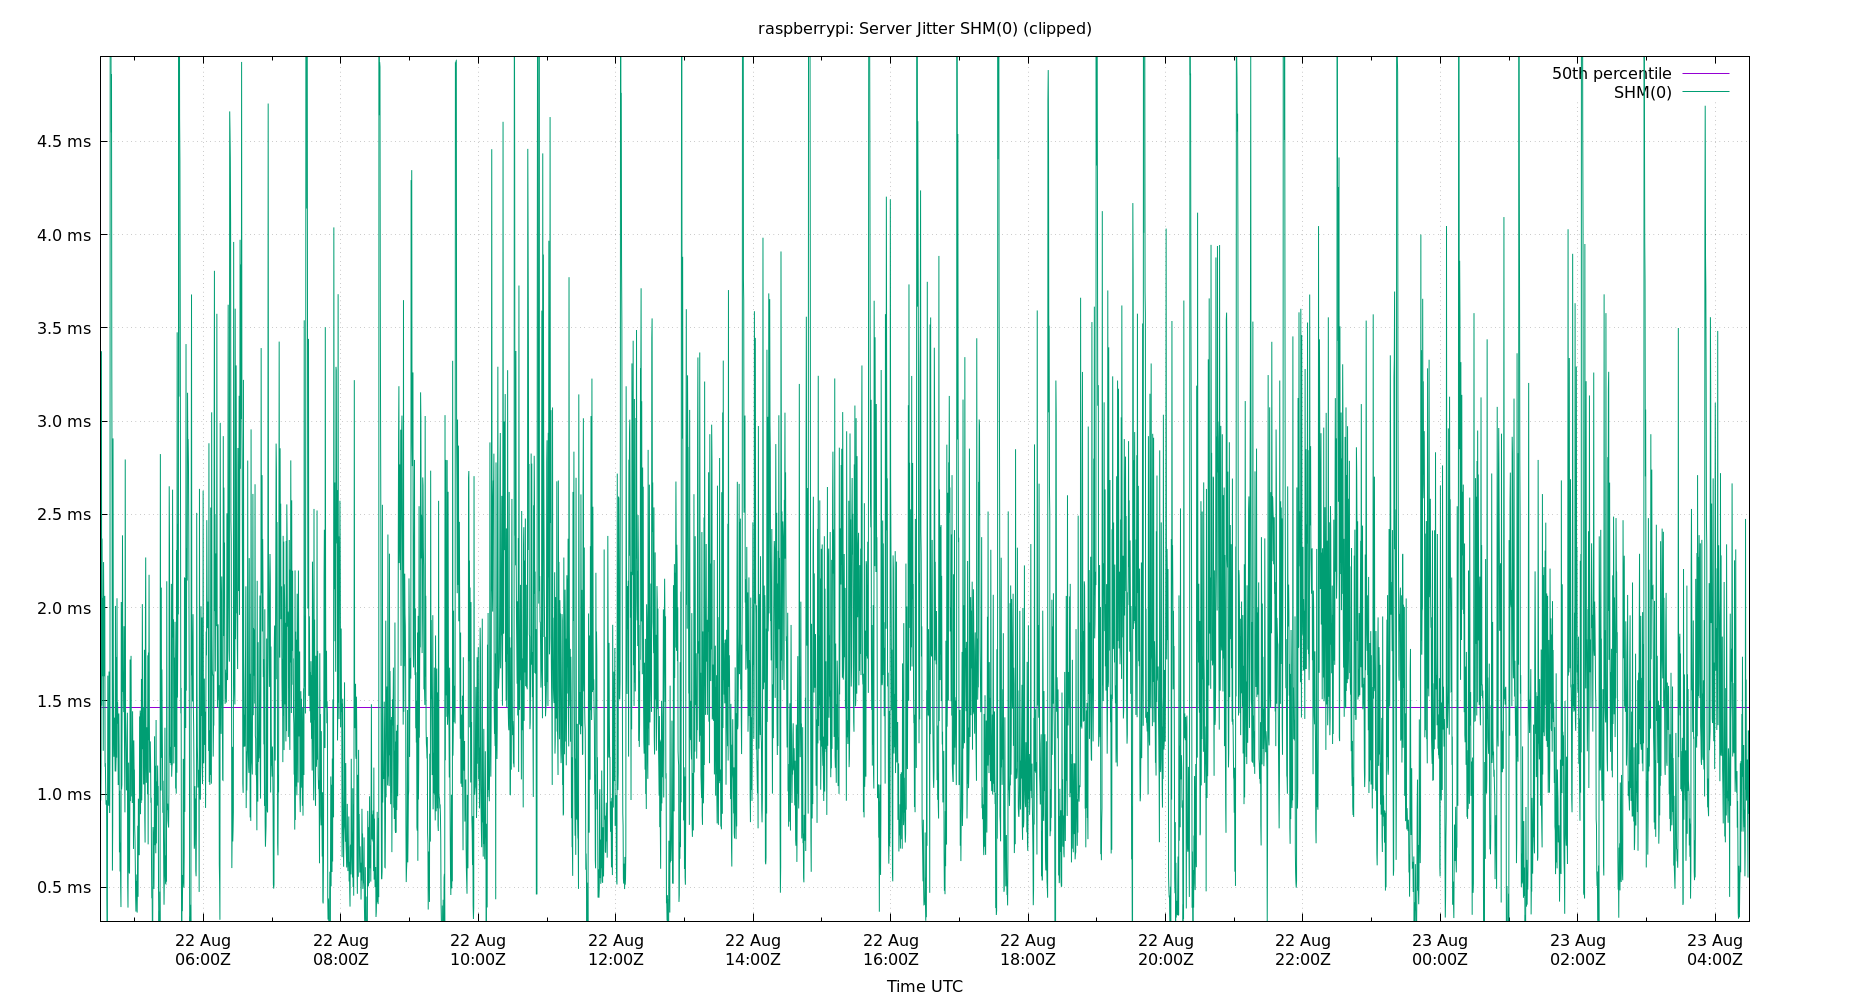 raspberrypi: Server Jitter SHM(0) (clipped)
50th percentile
SHM(0)
4.5 ms
4.0 ms
3.5 ms
3.0 ms
2.5 ms
2.0 ms
1.5 ms
1.0 ms
0.5 ms
22 Aug 22 Aug 22 Aug 22 Aug 22 Aug 22 Aug 22 Aug 22 Aug 22 Aug 23 Aug 23 Aug 23 Aug
06:00Z 08:00Z 10:00Z 12:00Z 14:00Z 16:00Z 18:00Z 20:00Z 22:00Z 00:00Z 02:00Z 04:00Z
Time UTC